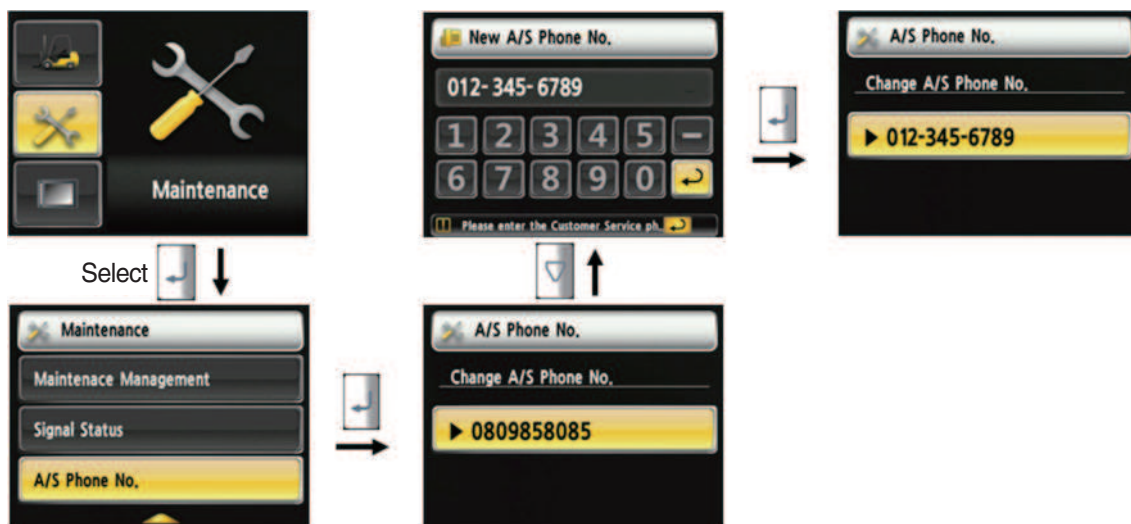 Maintenance
Select
Maintenance
Maintenace Management
Signal Status
A/S Phone No.
A/S Phone No.
Change A/S Phone No.
▶ 0809858085
New A/S Phone No.
012- 345- 6789
1 2 3 4 5 –
6 7 8 9 0
Please enter the Customer Service ph..
A/S Phone No.
Change A/S Phone No.
▶ 012-345-6789